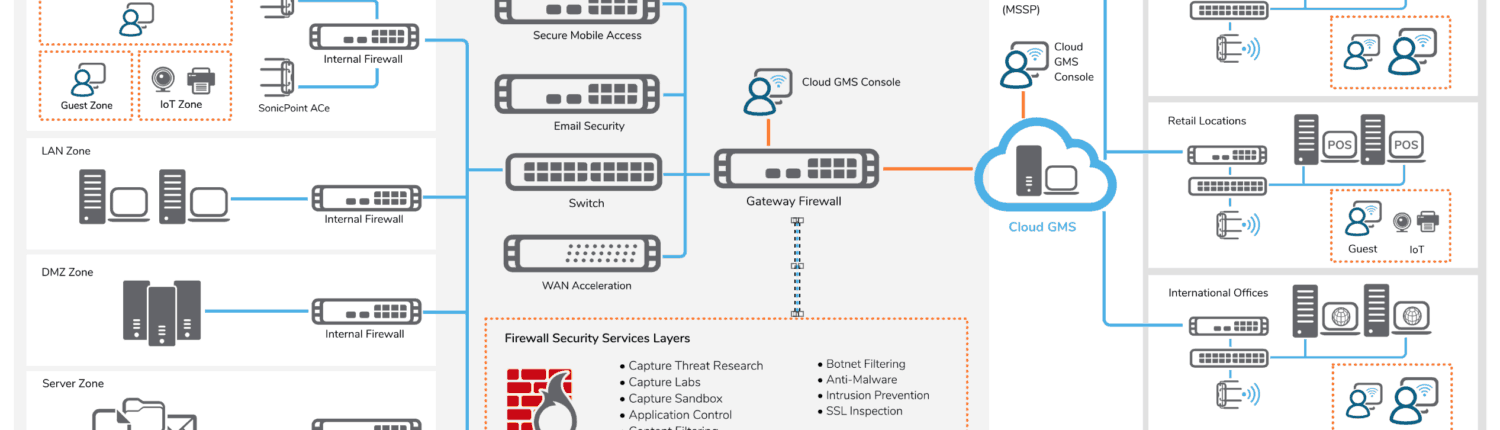 Internal Firewall
Guest Zone
IoT Zone
SonicPoint ACe
LAN Zone
Internal Firewall
DMZ Zone
Internal Firewall
Server Zone
Secure Mobile Access
Email Security
Switch
WAN Acceleration
Cloud GMS Console
Gateway Firewall
Firewall Security Services Layers
• Capture Threat Research
• Capture Labs
• Capture Sandbox
• Application Control
• Content Filtering
• Botnet Filtering
• Anti-Malware
• Intrusion Prevention
• SSL Inspection
(MSSP)
Cloud
GMS
Console
Cloud GMS
Retail Locations
POS
POS
Guest
IoT
International Offices